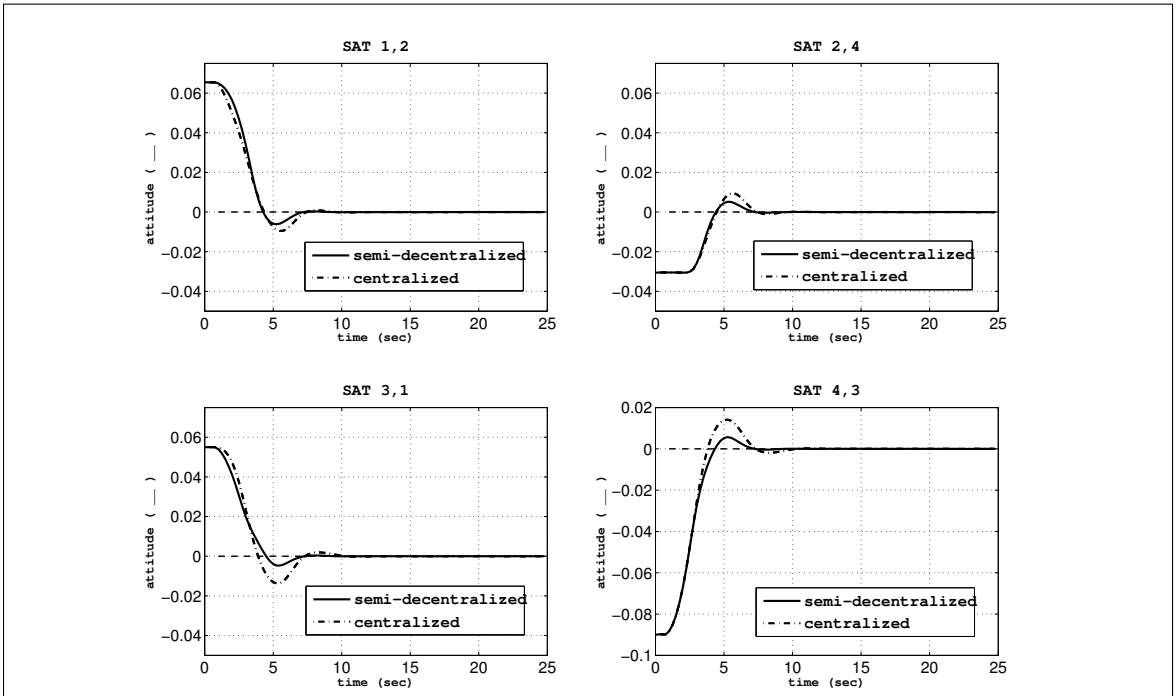 SAT 1,2
0.06
0.04
0.02
0
−0.02
−0.04
attitude ( __ )
semi-decentralized
centralized
0 5 10 15 20 25
time (sec)
SAT 2,4
0.06
0.04
0.02
0
−0.02
−0.04
attitude ( __ )
semi-decentralized
centralized
0 5 10 15 20 25
time (sec)
SAT 3,1
0.06
0.04
0.02
0
−0.02
−0.04
attitude ( __ )
semi-decentralized
centralized
0 5 10 15 20 25
time (sec)
SAT 4,3
0.02
0
−0.02
−0.04
−0.06
−0.08
−0.1
attitude ( __ )
semi-decentralized
centralized
0 5 10 15 20 25
time (sec)